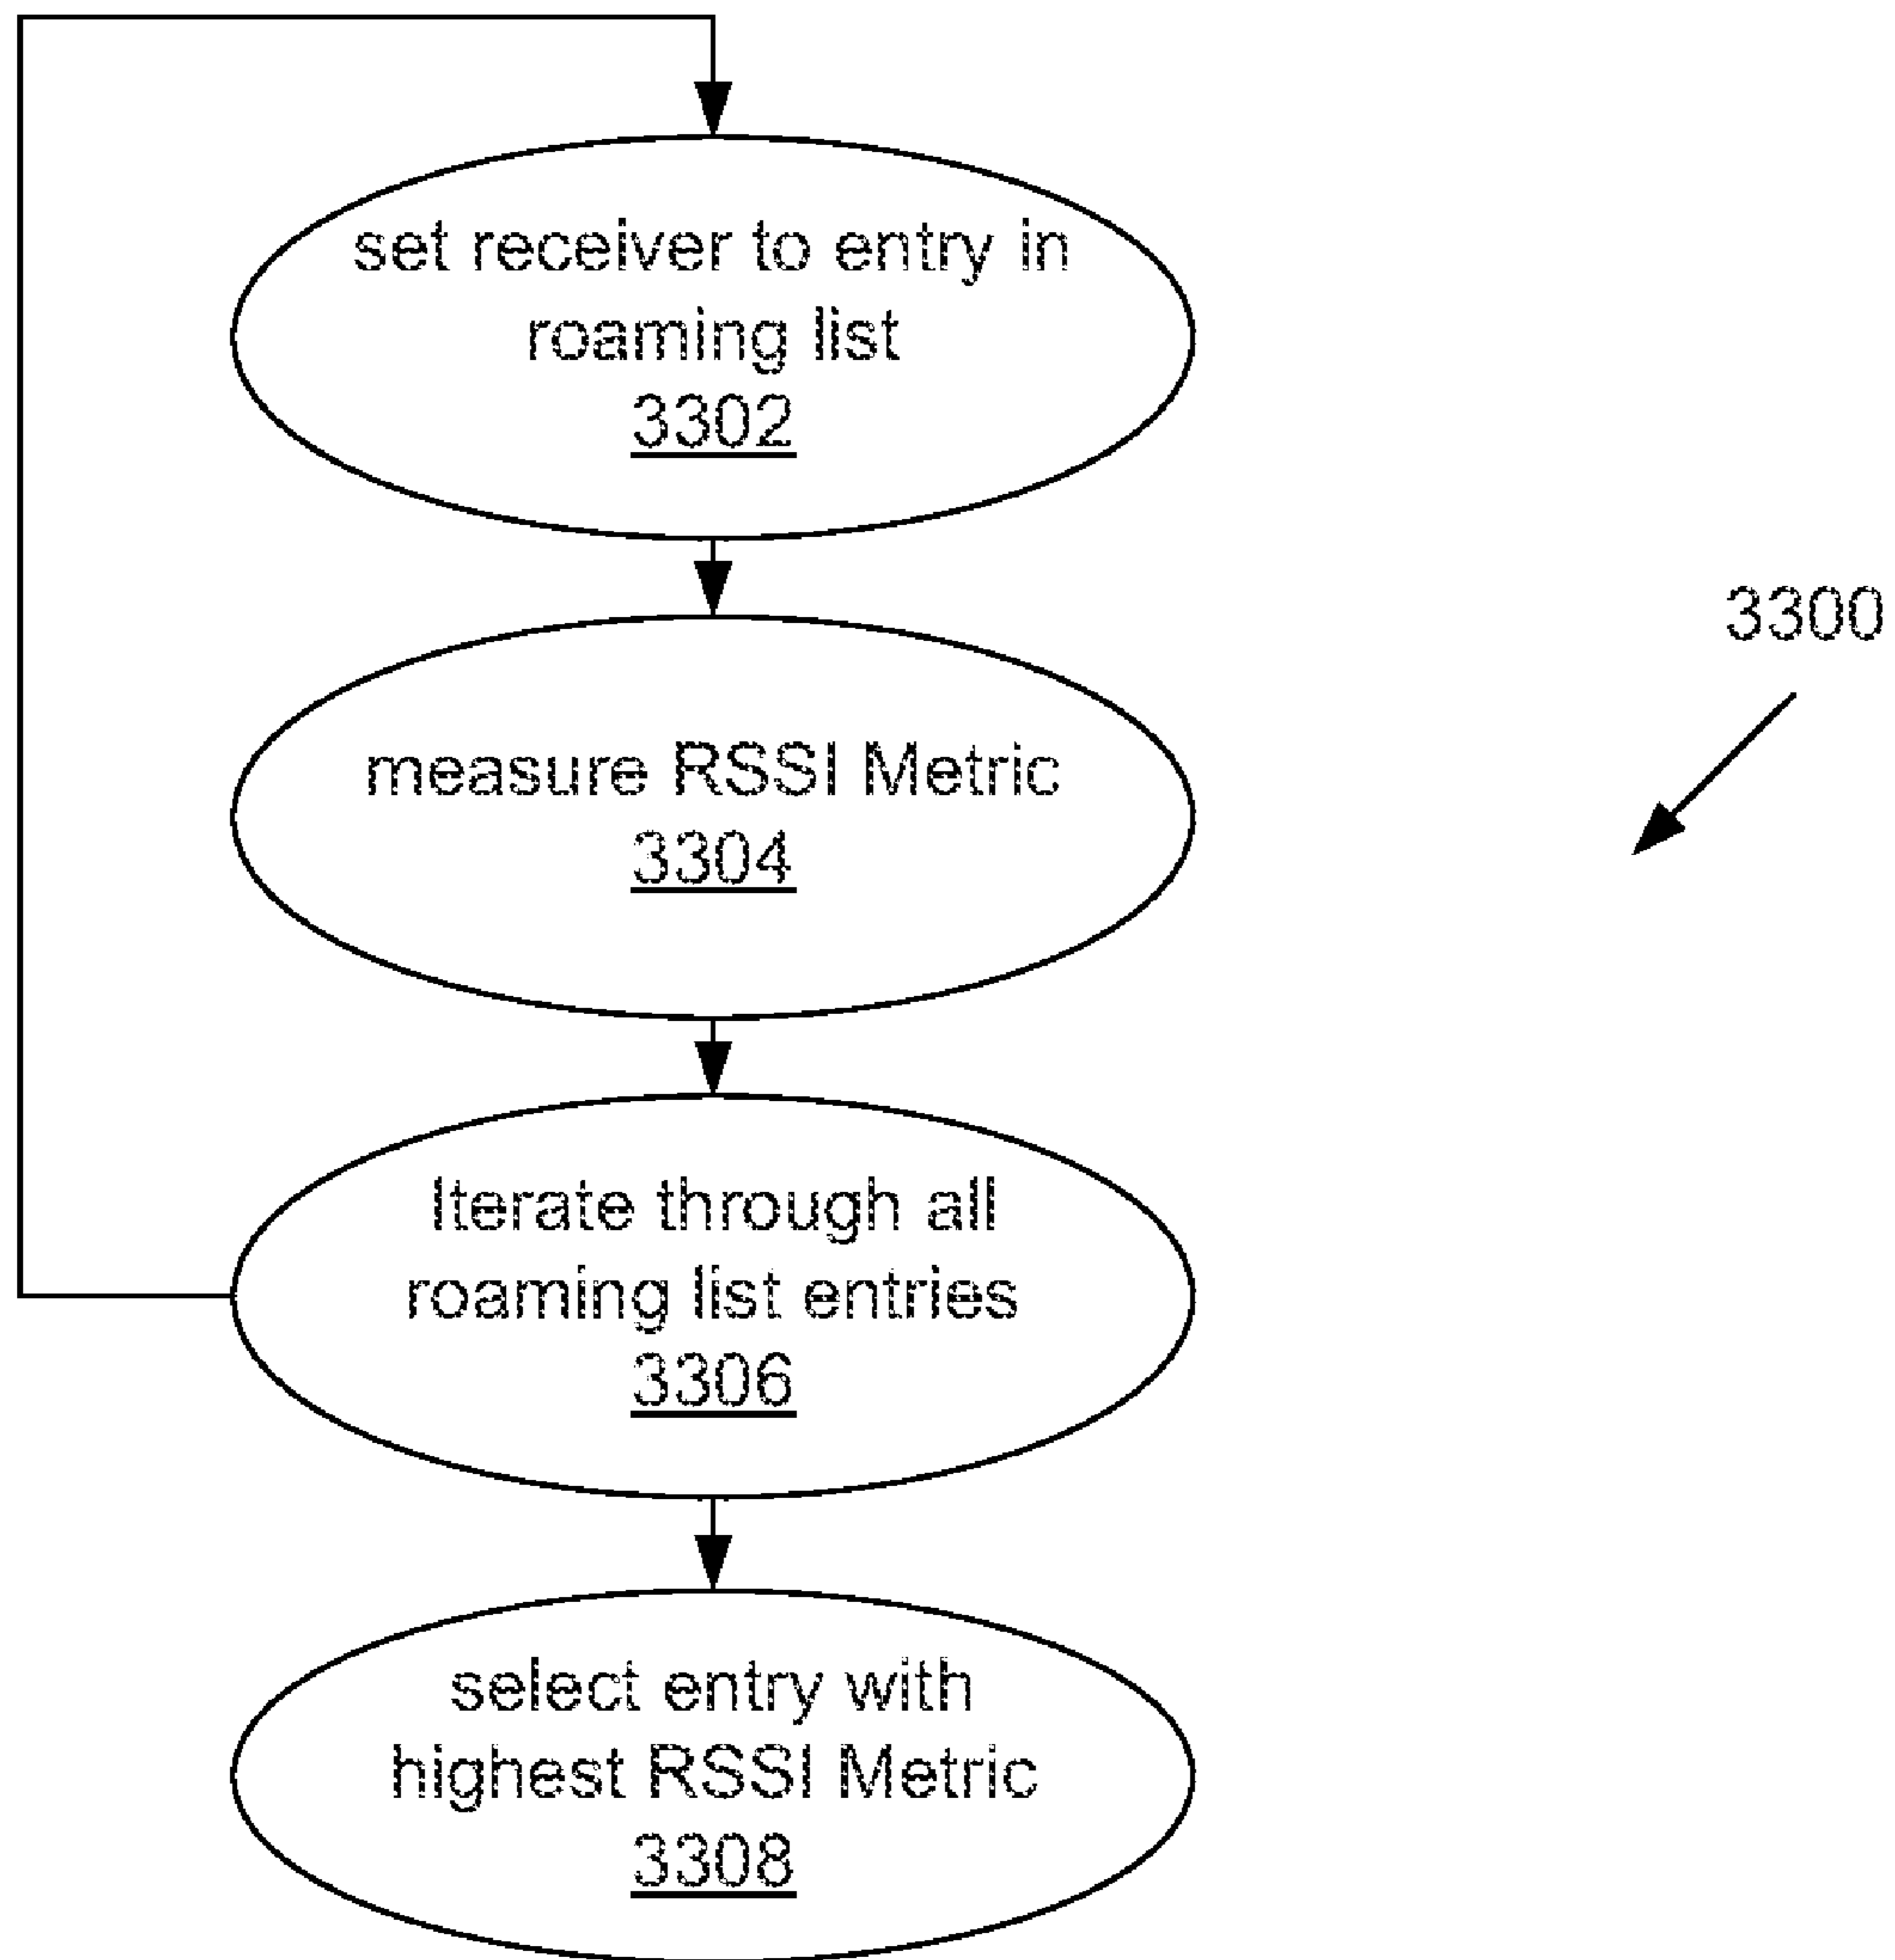 set receiver to entry in
roaming list
3302
measure RSSI Metric
3304
3300
Iterate through all
roaming list entries
3306
select entry with
highest RSSI Metric
3308